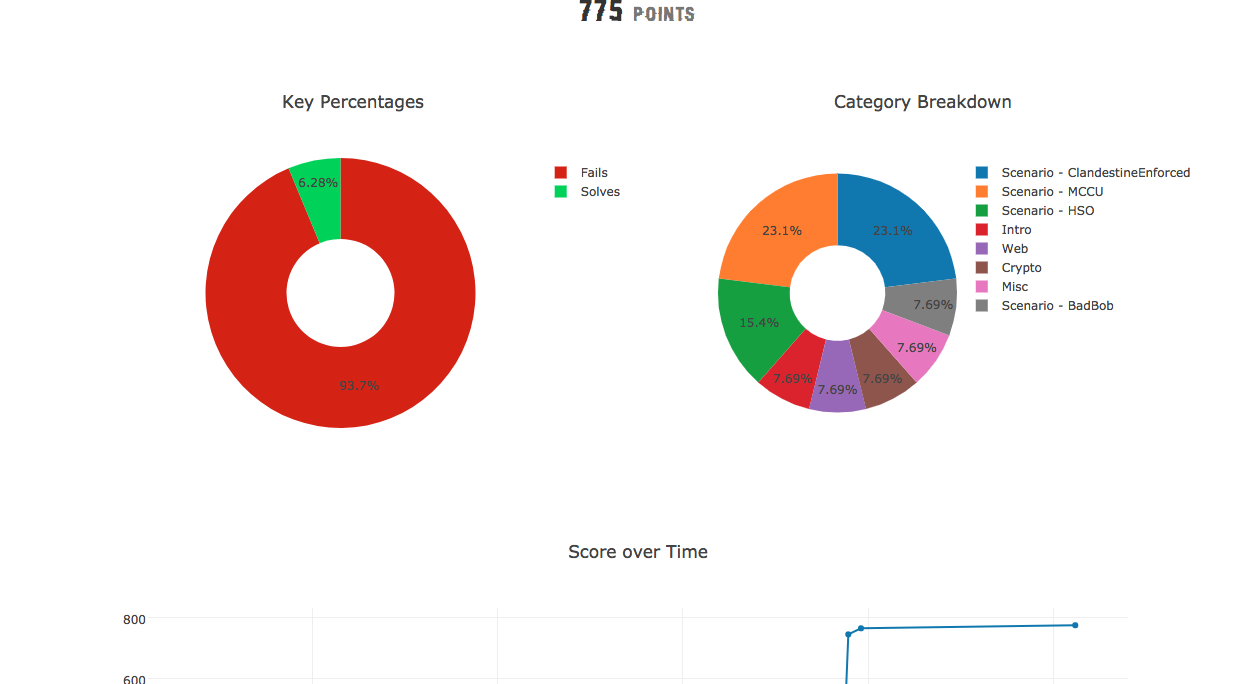 775 POINTS
Key Percentages
Category Breakdown
6.28%
93.7%
Fails
Solves
23.1%
23.1%
15.4%
7.69%
7.69%
7.69%
7.69%
7.69%
Scenario - ClandestineEnforced
Scenario - MCCU
Scenario - HSO
Intro
Web
Crypto
Misc
Scenario - BadBob
Score over Time
800
600